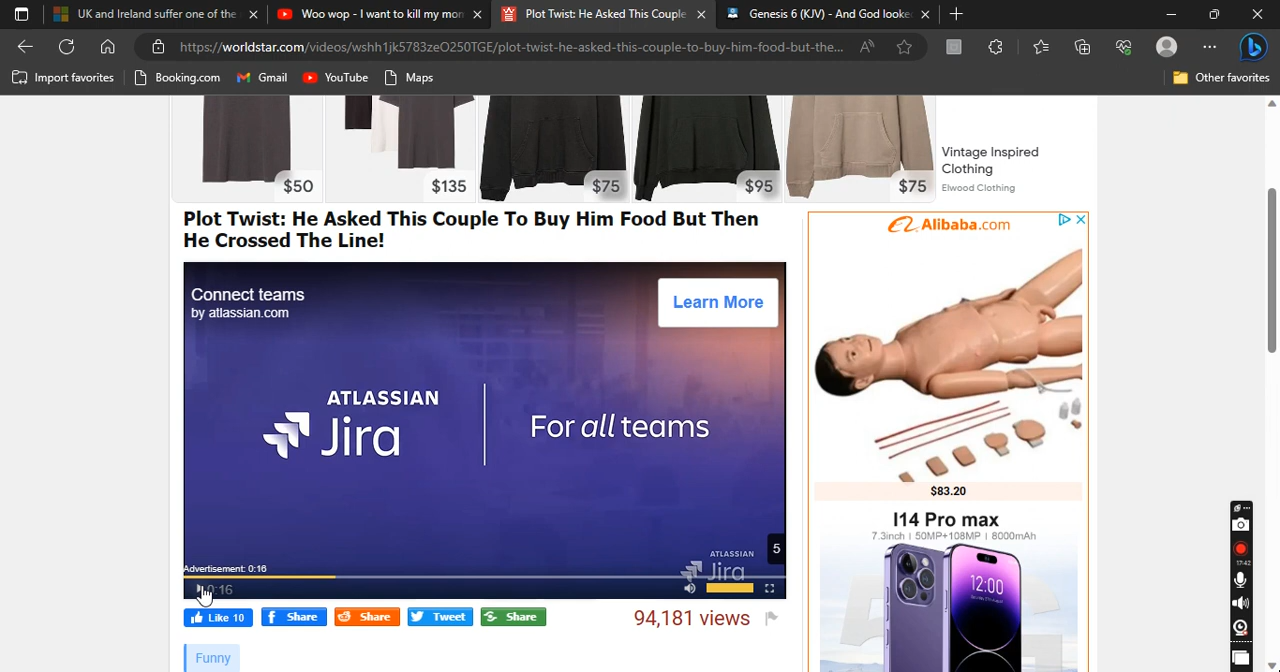 UK and Ireland suffer one of the
Woo wop - I want to kill my mon
Plot Twist: He Asked This Couple
Genesis 6 (KJV) - And God looke
https://worldstar.com/videos/wshh1jk5783zeO250TGE/plot-twist-he-asked-this-couple-to-buy-him-food-but-the...
Import favorites
Booking.com
Gmail
YouTube
Maps
Other favorites
$50
$135
$75
$95
$75
Vintage Inspired
Clothing
Elwood Clothing
Plot Twist: He Asked This Couple To Buy Him Food But Then
He Crossed The Line!
Connect teams
by atlassian.com
Learn More
ATLASSIAN
Jira
For all teams
5
Advertisement: 0:16
ATLASSIAN
Jira
0:16
Like 10
Share
Share
Tweet
Share
94,181 views
Funny
Alibaba.com
$83.20
I14 Pro max
7.3inch | 50MP+108MP | 8000mAh
12:00
17:42